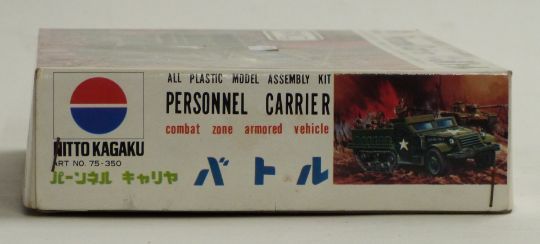 ALL PLASTIC MODEL ASSEMBLY KIT
PERSONNEL CARRIER
combat zone armored vehicle
NITTO KAGAKU
ART NO. 75-350
パーンネル キャリヤ バトル